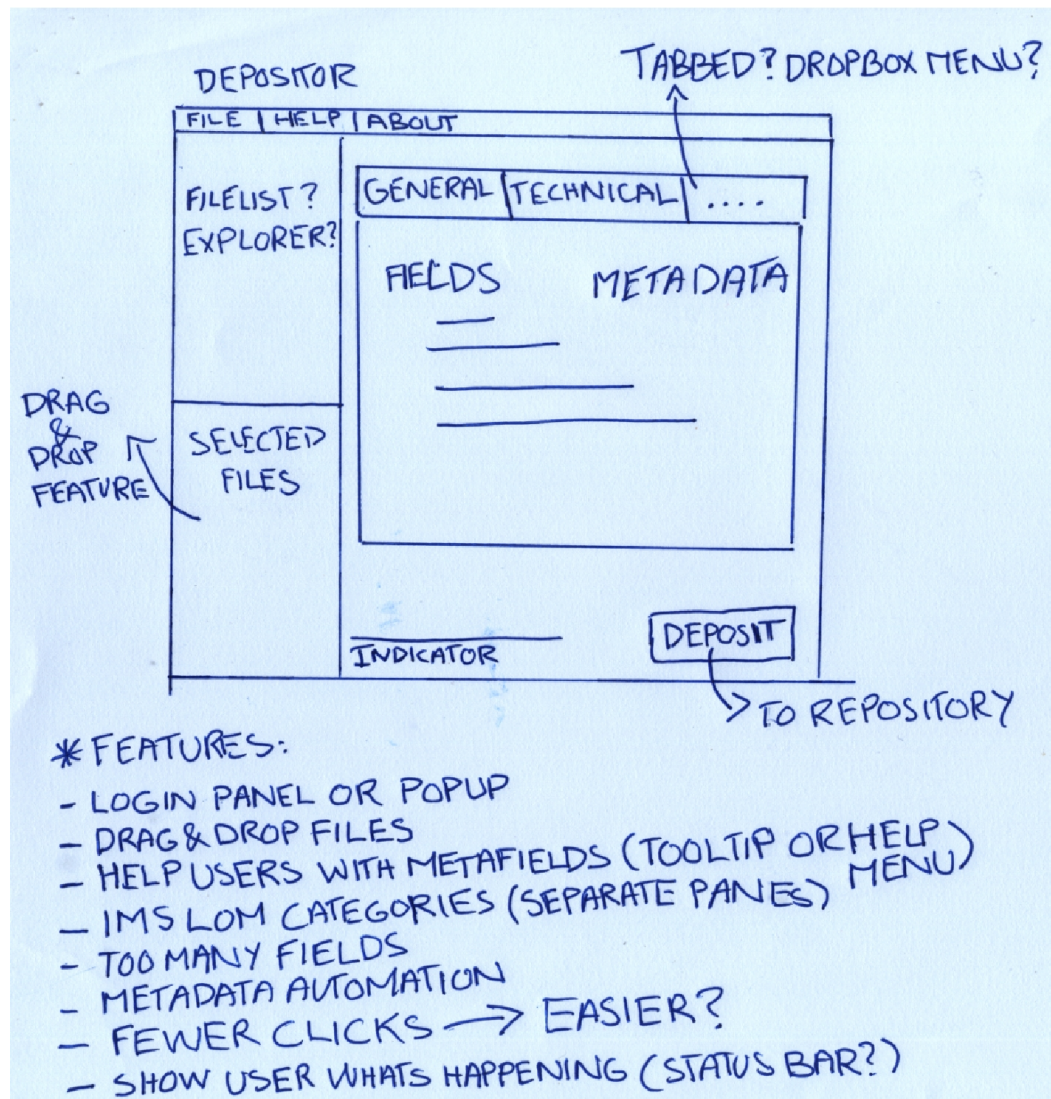 TABBED? DROPBOX MENU?
DEPOSITOR
FILE | HELP | ABOUT
GENERAL | TECHNICAL | ....
FILELIST?
EXPLORER?
FIELDS METADATA
DRAG
&
DROP
FEATURE
SELECTED
FILES
INDICATOR
DEPOSIT
TO REPOSITORY
* FEATURES:
- LOGIN PANEL OR POPUP
- DRAG & DROP FILES
- HELP USERS WITH METAFIELDS (TOOLTIP OR HELP
MENU)
- IMS LOM CATEGORIES (SEPARATE PANES)
- TOO MANY FIELDS
- METADATA AUTOMATION
- FEWER CLICKS → EASIER?
- SHOW USER WHATS HAPPENING (STATUS BAR?)